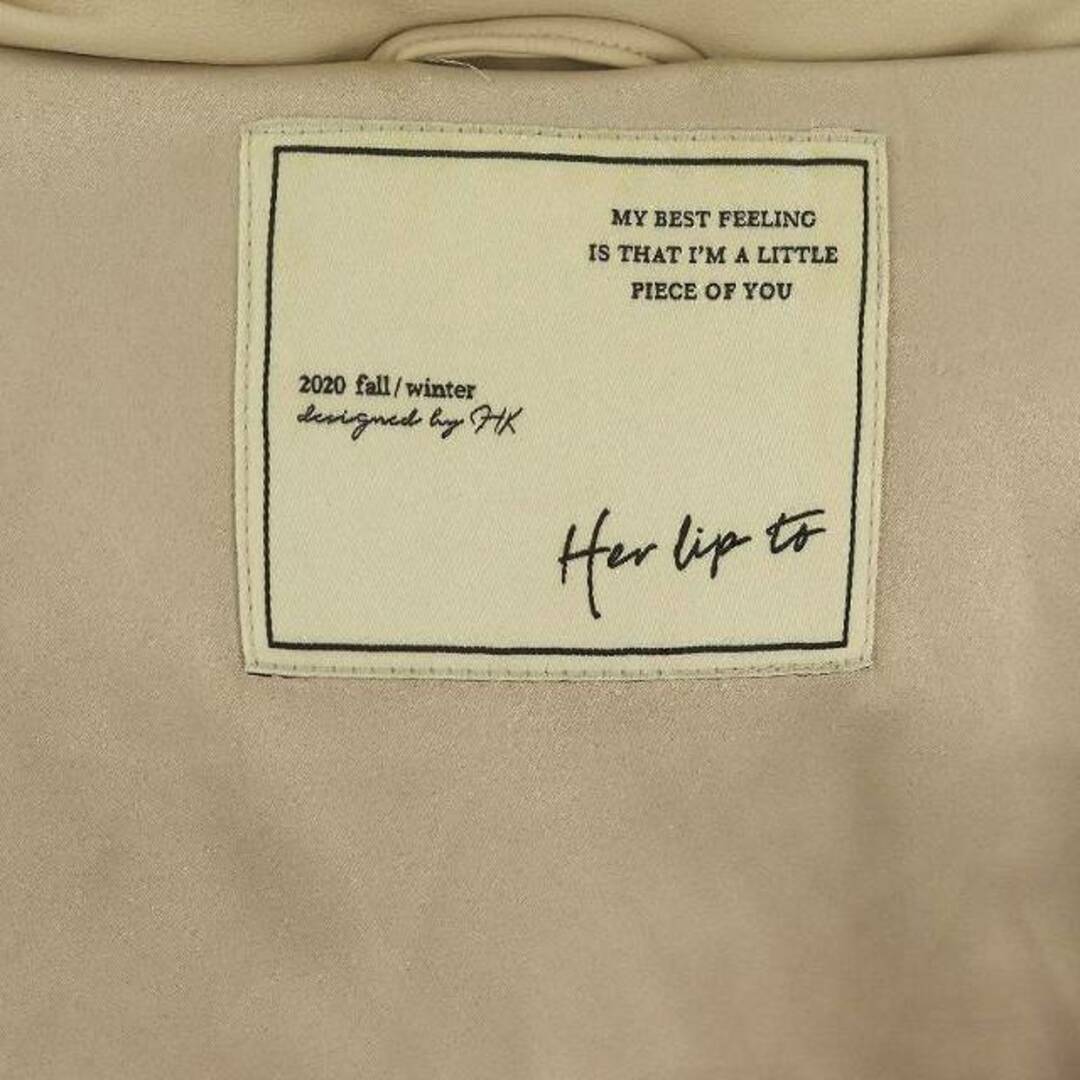 MY BEST FEELING
IS THAT I'M A LITTLE
PIECE OF YOU
2020 fall/winter
designed by HK
Her lip to